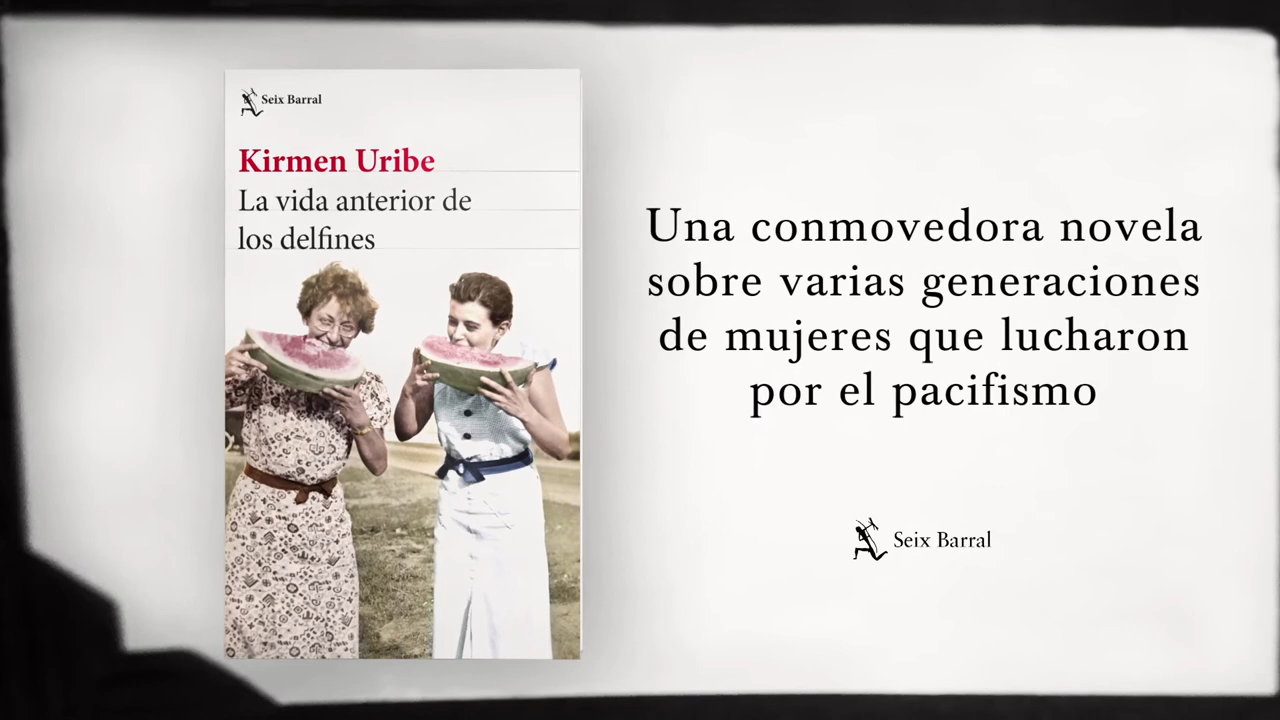 Seix Barral
Kirmen Uribe
La vida anterior de
los delfines
Una conmovedora novela
sobre varias generaciones
de mujeres que lucharon
por el pacifismo
Seix Barral